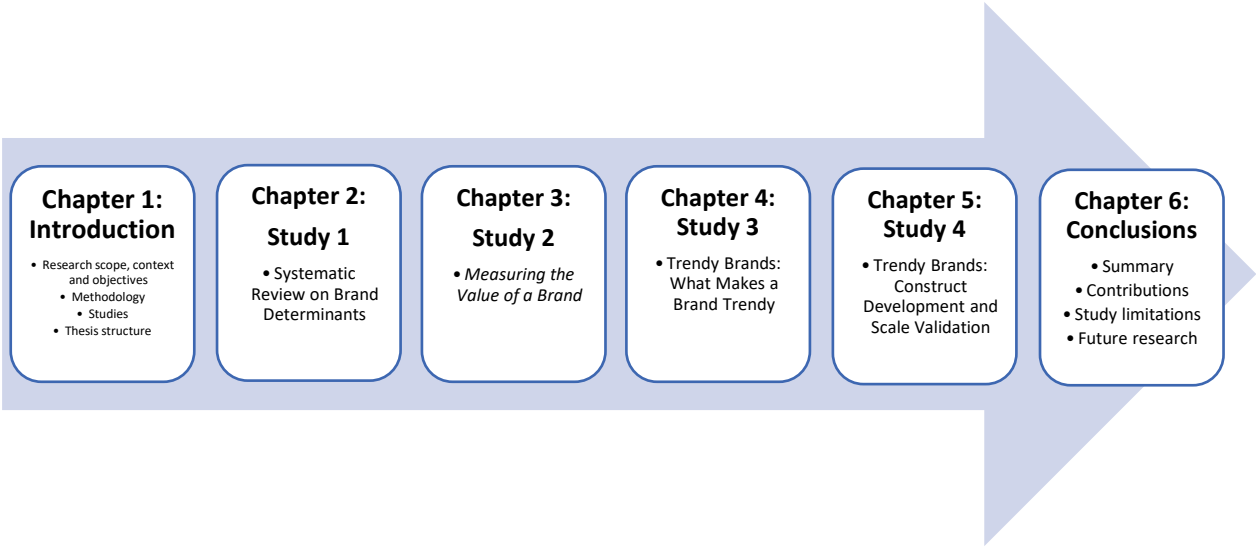 Chapter 1:
Introduction
• Research scope, context
and objectives
• Methodology
• Studies
• Thesis structure
Chapter 2:
Study 1
• Systematic
Review on Brand
Determinants
Chapter 3:
Study 2
• Measuring the
Value of a Brand
Chapter 4:
Study 3
• Trendy Brands:
What Makes a
Brand Trendy
Chapter 5:
Study 4
• Trendy Brands:
Construct
Development and
Scale Validation
Chapter 6:
Conclusions
• Summary
• Contributions
• Study limitations
• Future research